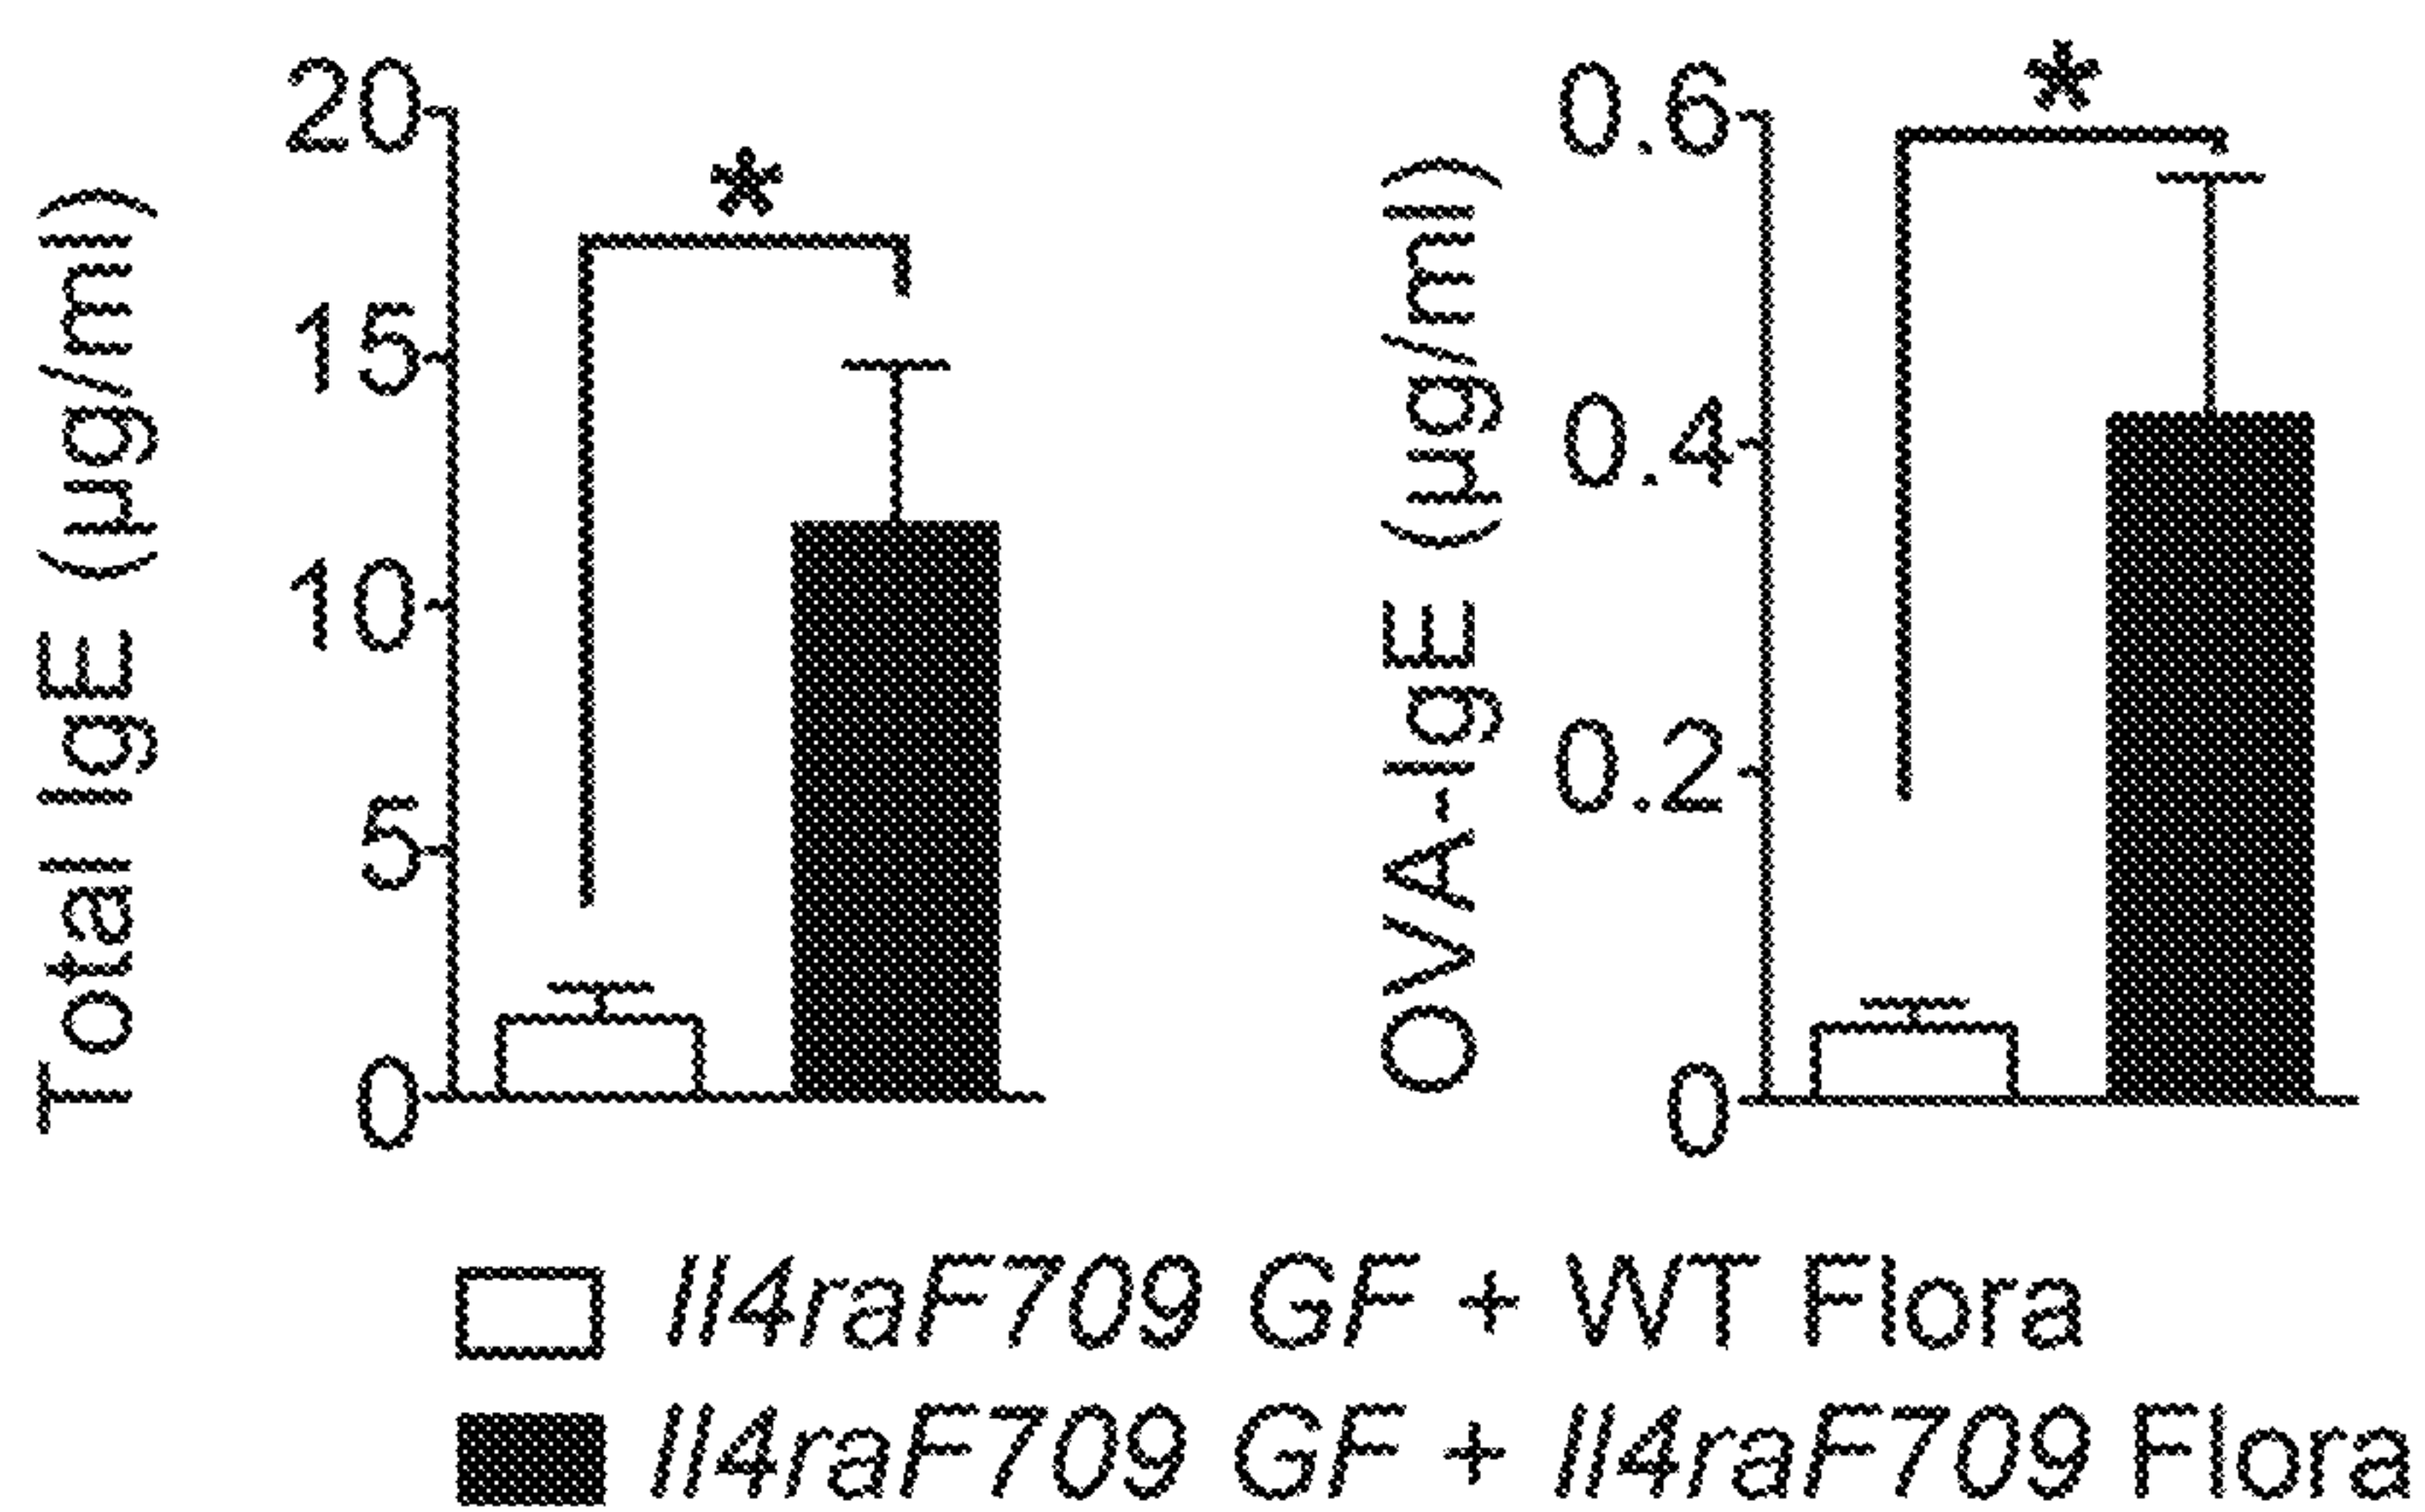 Total IgE (µg/ml)
20
15
10
5
0
*
OVA-IgE (µg/ml)
0.6
0.4
0.2
0
*
Il4raF709 GF + WT Flora
Il4raF709 GF + Il4raF709 Flora